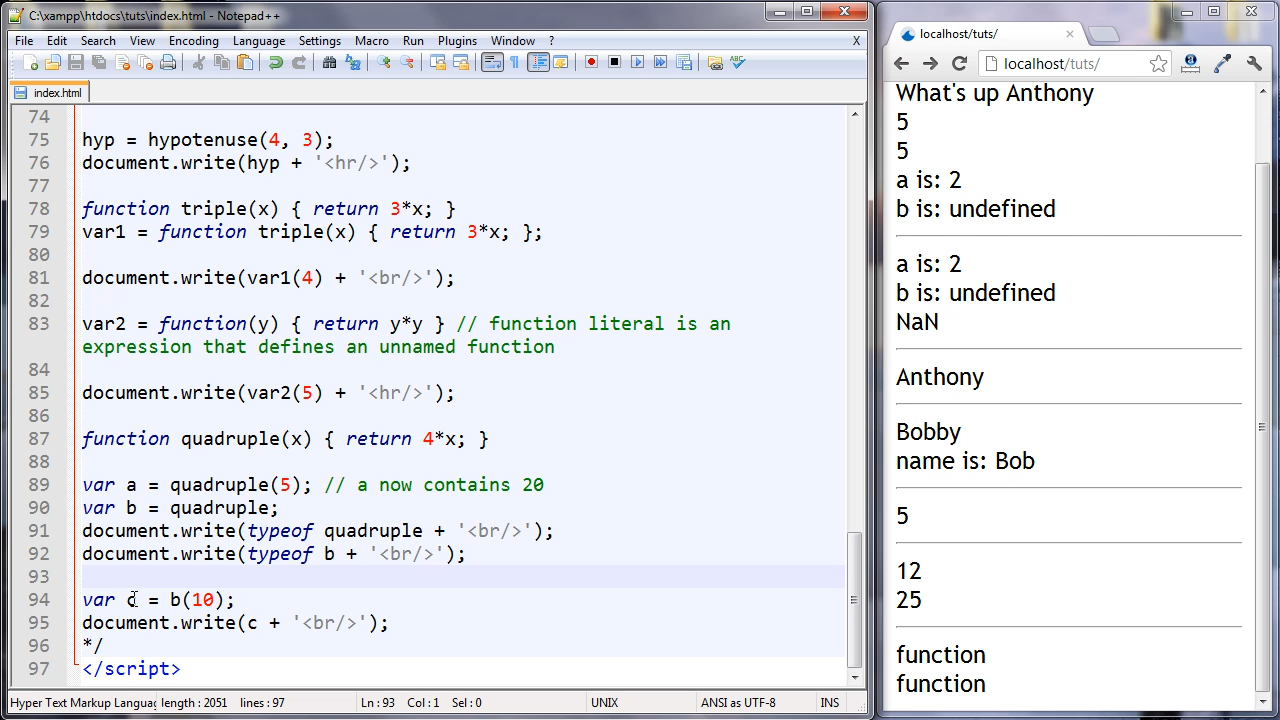 C:\xampp\htdocs\tuts\index.html - Notepad++
File Edit Search View Encoding Language Settings Macro Run Plugins Window ? X
index.html
74
75 hyp = hypotenuse(4, 3);
76 document.write(hyp + '<hr/>');
77
78 function triple(x) { return 3*x; }
79 var1 = function triple(x) { return 3*x; };
80
81 document.write(var1(4) + '<br/>');
82
83 var2 = function(y) { return y*y } // function literal is an
expression that defines an unnamed function
84
85 document.write(var2(5) + '<hr/>');
86
87 function quadruple(x) { return 4*x; }
88
89 var a = quadruple(5); // a now contains 20
90 var b = quadruple;
91 document.write(typeof quadruple + '<br/>');
92 document.write(typeof b + '<br/>');
93
94 var c = b(10);
95 document.write(c + '<br/>');
96 */
97 </script>
Hyper Text Markup Langua length : 2051 lines : 97 Ln : 93 Col : 1 Sel : 0 UNIX ANSI as UTF-8 INS
localhost/tuts/
localhost/tuts/
What's up Anthony
5
5
a is: 2
b is: undefined
a is: 2
b is: undefined
NaN
Anthony
Bobby
name is: Bob
5
12
25
function
function